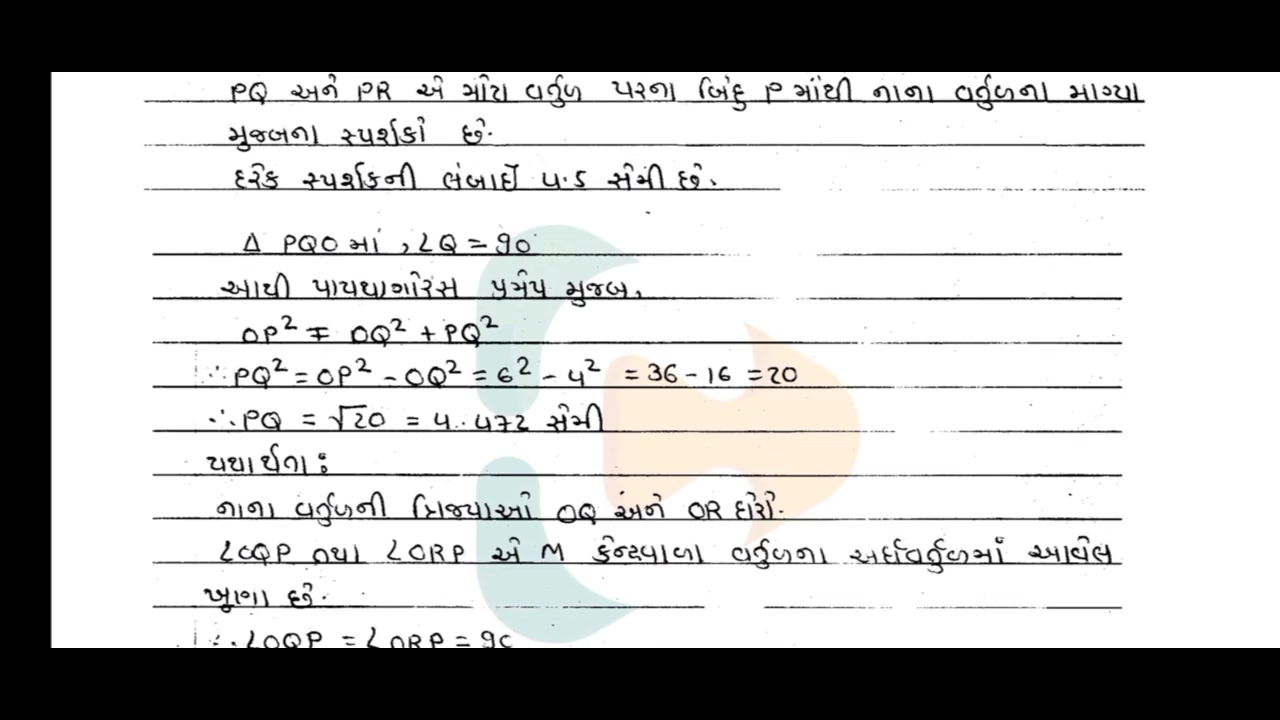 PQ અને PR એ મોટા વર્તુળ પરના બિંદુ P માંથી નાના વર્તુળના માગ્યા
મુજબના સ્પર્શકો છે.
દરેક સ્પર્શકની લંબાઈ ૫.૬ સેમી છે.
Δ PQO માં, ∠Q = 90
આથી પાયથાગોરસ પ્રમેય મુજબ,
OP² = OQ² + PQ²
∴ PQ² = OP² - OQ² = 6² - 4² = 36 - 16 = 20
∴ PQ = √20 = 4.472 સેમી
યથાર્થતા :
નાના વર્તુળની ત્રિજ્યાઓ OQ અને OR દોરો.
∠OQP તથા ∠ORP એ M કેન્દ્રવાળા વર્તુળના અર્ધવર્તુળમાં આવેલ
ખૂણા છે.
∴ ∠OQP = ∠ORP = 90